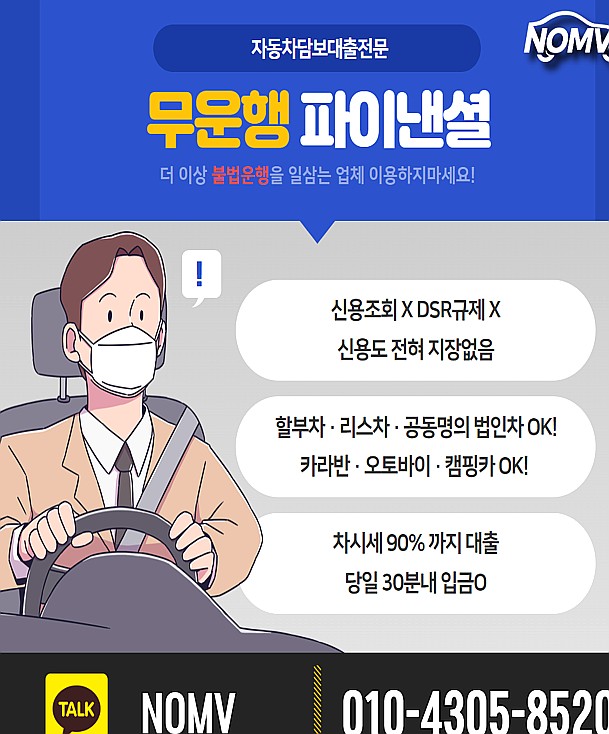 자동차담보대출전문
NOMV
무운행 파이낸셜
더 이상 불법운행을 일삼는 업체 이용하지마세요!
!
신용조회 X DSR규제 X
신용도 전혀 지장없음
할부차 · 리스차 · 공동명의 법인차 OK!
카라반 · 오토바이 · 캠핑카 OK!
차시세 90% 까지 대출
당일 30분내 입금O
TALK
NOMV
010-4305-8520